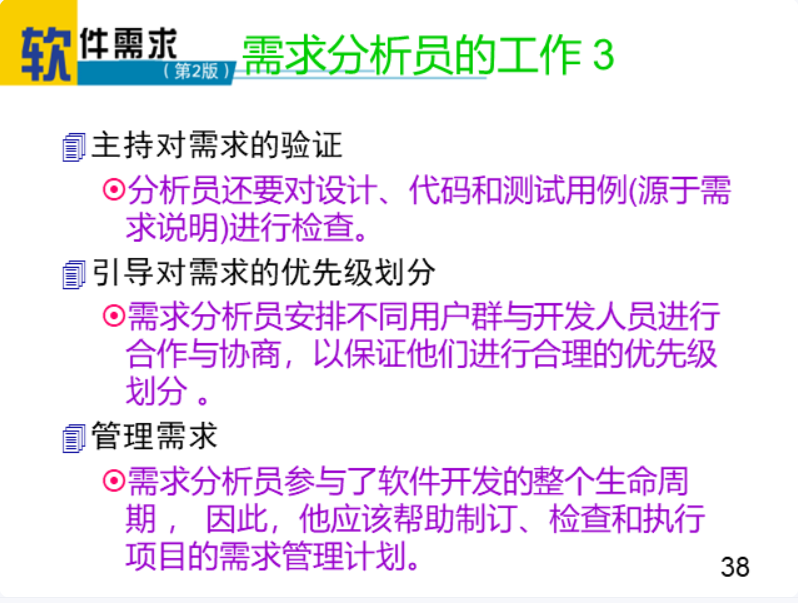 软件需求
（第2版）
需求分析员的工作 3
主持对需求的验证
分析员还要对设计、代码和测试用例(源于需
求说明)进行检查。
引导对需求的优先级划分
需求分析员安排不同用户群与开发人员进行
合作与协商，以保证他们进行合理的优先级
划分 。
管理需求
需求分析员参与了软件开发的整个生命周
期 ， 因此，他应该帮助制订、检查和执行
项目的需求管理计划。
38